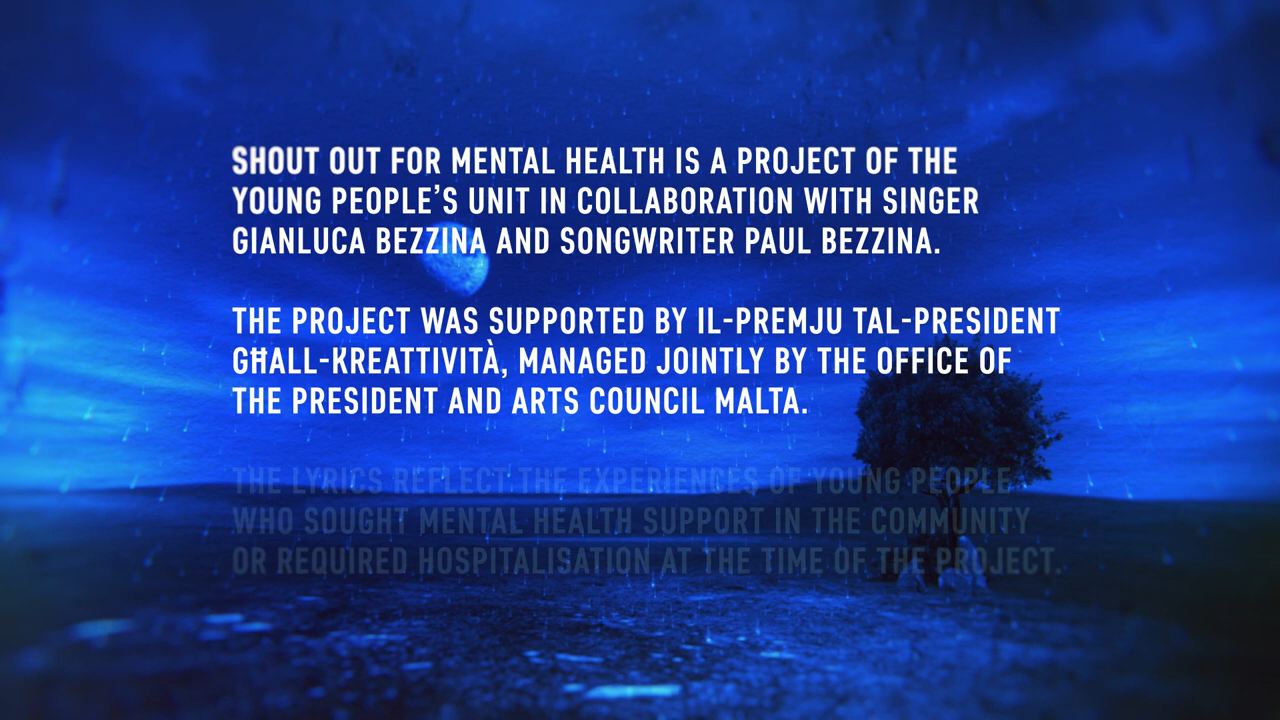 SHOUT OUT FOR MENTAL HEALTH IS A PROJECT OF THE
YOUNG PEOPLE'S UNIT IN COLLABORATION WITH SINGER
GIANLUCA BEZZINA AND SONGWRITER PAUL BEZZINA.
THE PROJECT WAS SUPPORTED BY IL-PREMJU TAL-PRESIDENT
GĦALL-KREATTIVITÀ, MANAGED JOINTLY BY THE OFFICE OF
THE PRESIDENT AND ARTS COUNCIL MALTA.
THE LYRICS REFLECT THE EXPERIENCES OF YOUNG PEOPLE
WHO SOUGHT MENTAL HEALTH SUPPORT IN THE COMMUNITY
OR REQUIRED HOSPITALISATION AT THE TIME OF THE PROJECT.